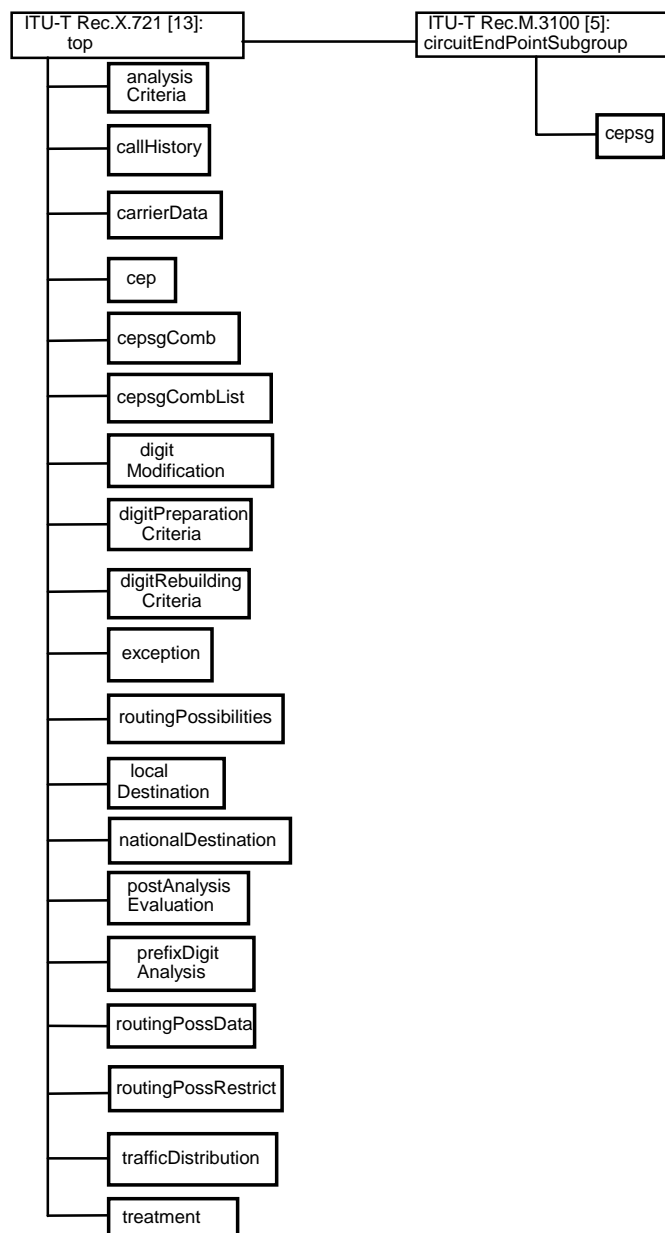 ITU-T Rec.X.721 [13]:
top
ITU-T Rec.M.3100 [5]:
circuitEndPointSubgroup
analysis
Criteria
cepsg
callHistory
carrierData
cep
cepsgComb
cepsgCombList
digit
Modification
digitPreparation
Criteria
digitRebuilding
Criteria
exception
routingPossibilities
local
Destination
nationalDestination
postAnalysis
Evaluation
prefixDigit
Analysis
routingPossData
routingPossRestrict
trafficDistribution
treatment